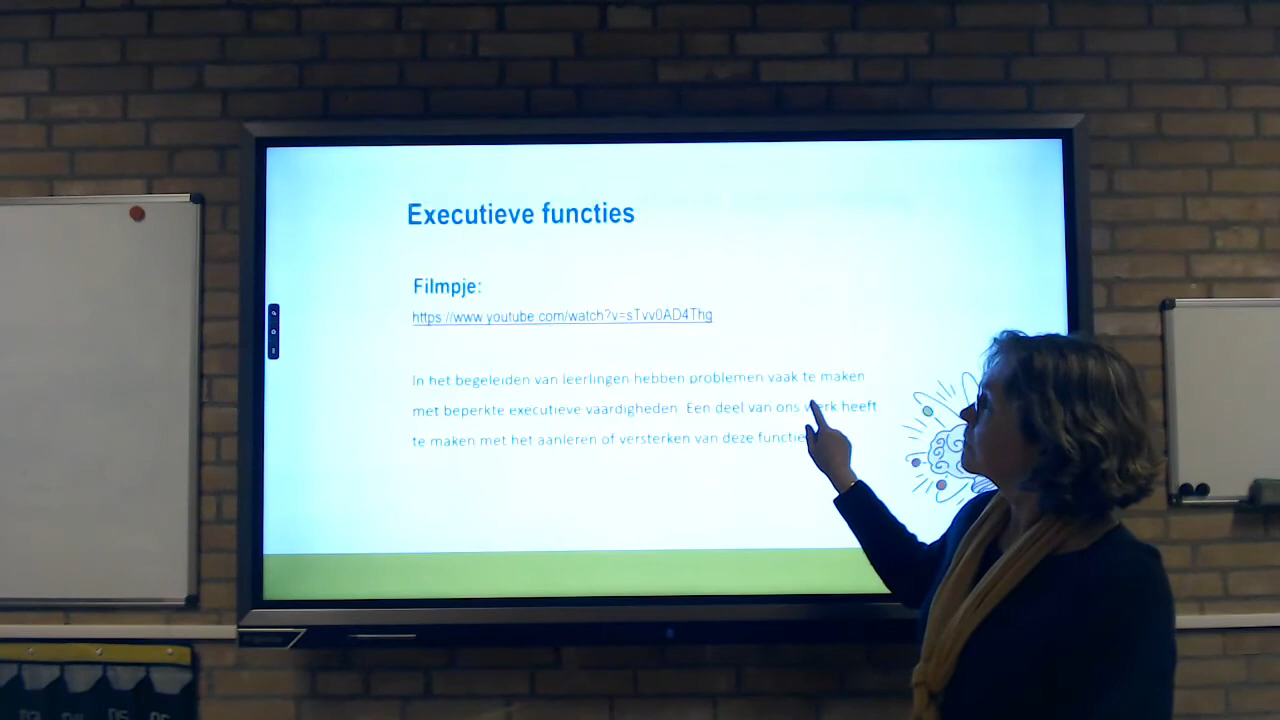 Executieve functies
Filmpje:
https://www.youtube.com/watch?v=sTvv0AD4Thg
In het begeleiden van leerlingen hebben problemen vaak te maken
met beperkte executieve vaardigheden. Een deel van ons werk heeft
te maken met het aanleren of versterken van deze functie